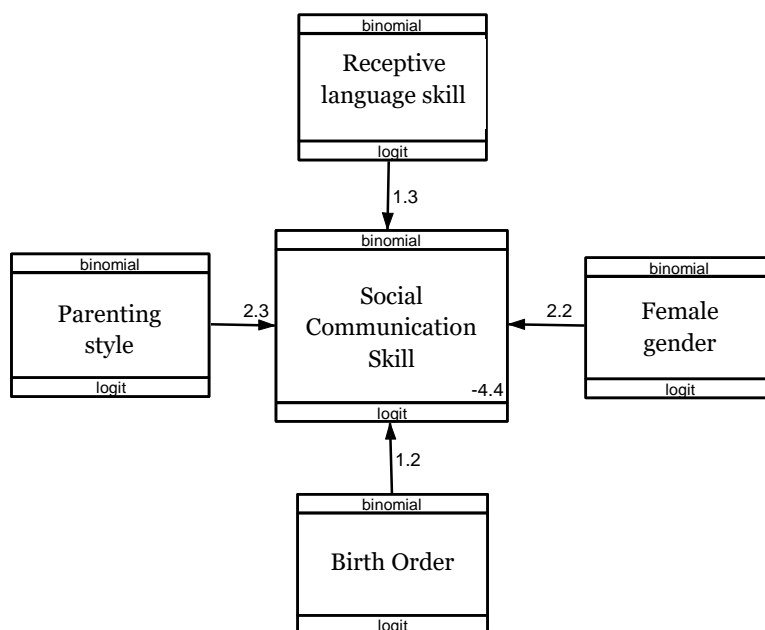 binomial
Receptive
language skill
logit
1.3
binomial
Parenting
style
logit
2.3
binomial
Social
Communication
Skill
-4.4
logit
2.2
binomial
Female
gender
logit
1.2
binomial
Birth Order
logit